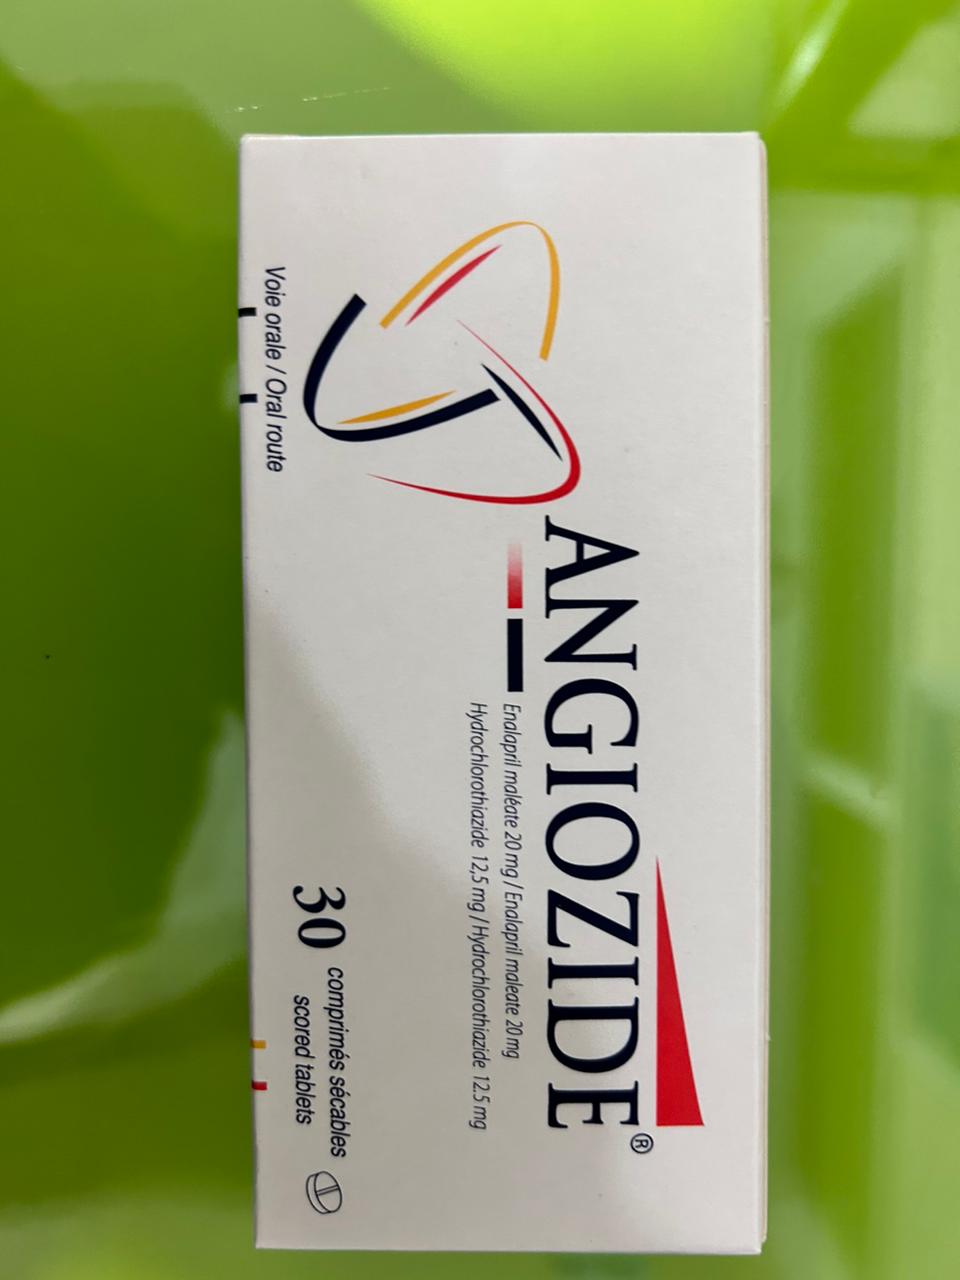 ANGIOZIDE®
Enalapril maléate 20 mg / Enalapril maleate 20 mg
Hydrochlorothiazide 12,5 mg / Hydrochlorothiazide 12.5 mg
30 comprimés sécables
scored tablets
Voie orale / Oral route